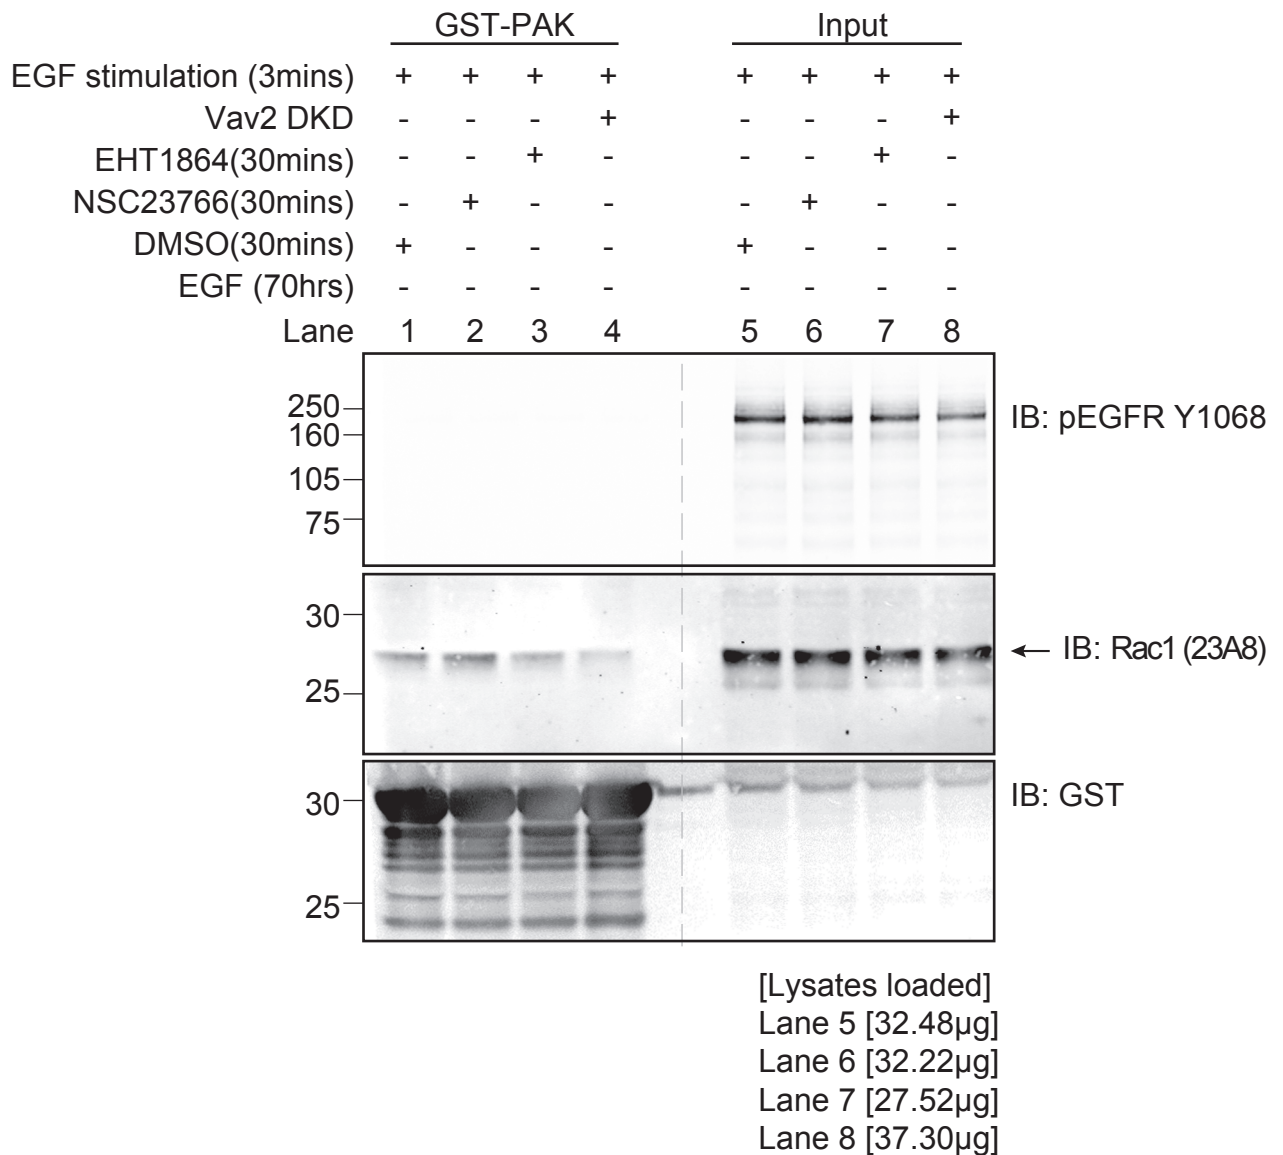 GST-PAK Input
EGF stimulation (3mins) + + + + + + + +
Vav2 DKD - - - + - - - +
EHT1864(30mins) - - + - - - + -
NSC23766(30mins) - + - - - + - -
DMSO(30mins) + - - - + - - -
EGF (70hrs) - - - - - - - -
Lane 1 2 3 4 5 6 7 8
250
IB: pEGFR Y1068
160
105
75
30
IB: Rac1 (23A8)
25
30
IB: GST
25
[Lysates loaded]
Lane 5 [32.48µg]
Lane 6 [32.22µg]
Lane 7 [27.52µg]
Lane 8 [37.30µg]